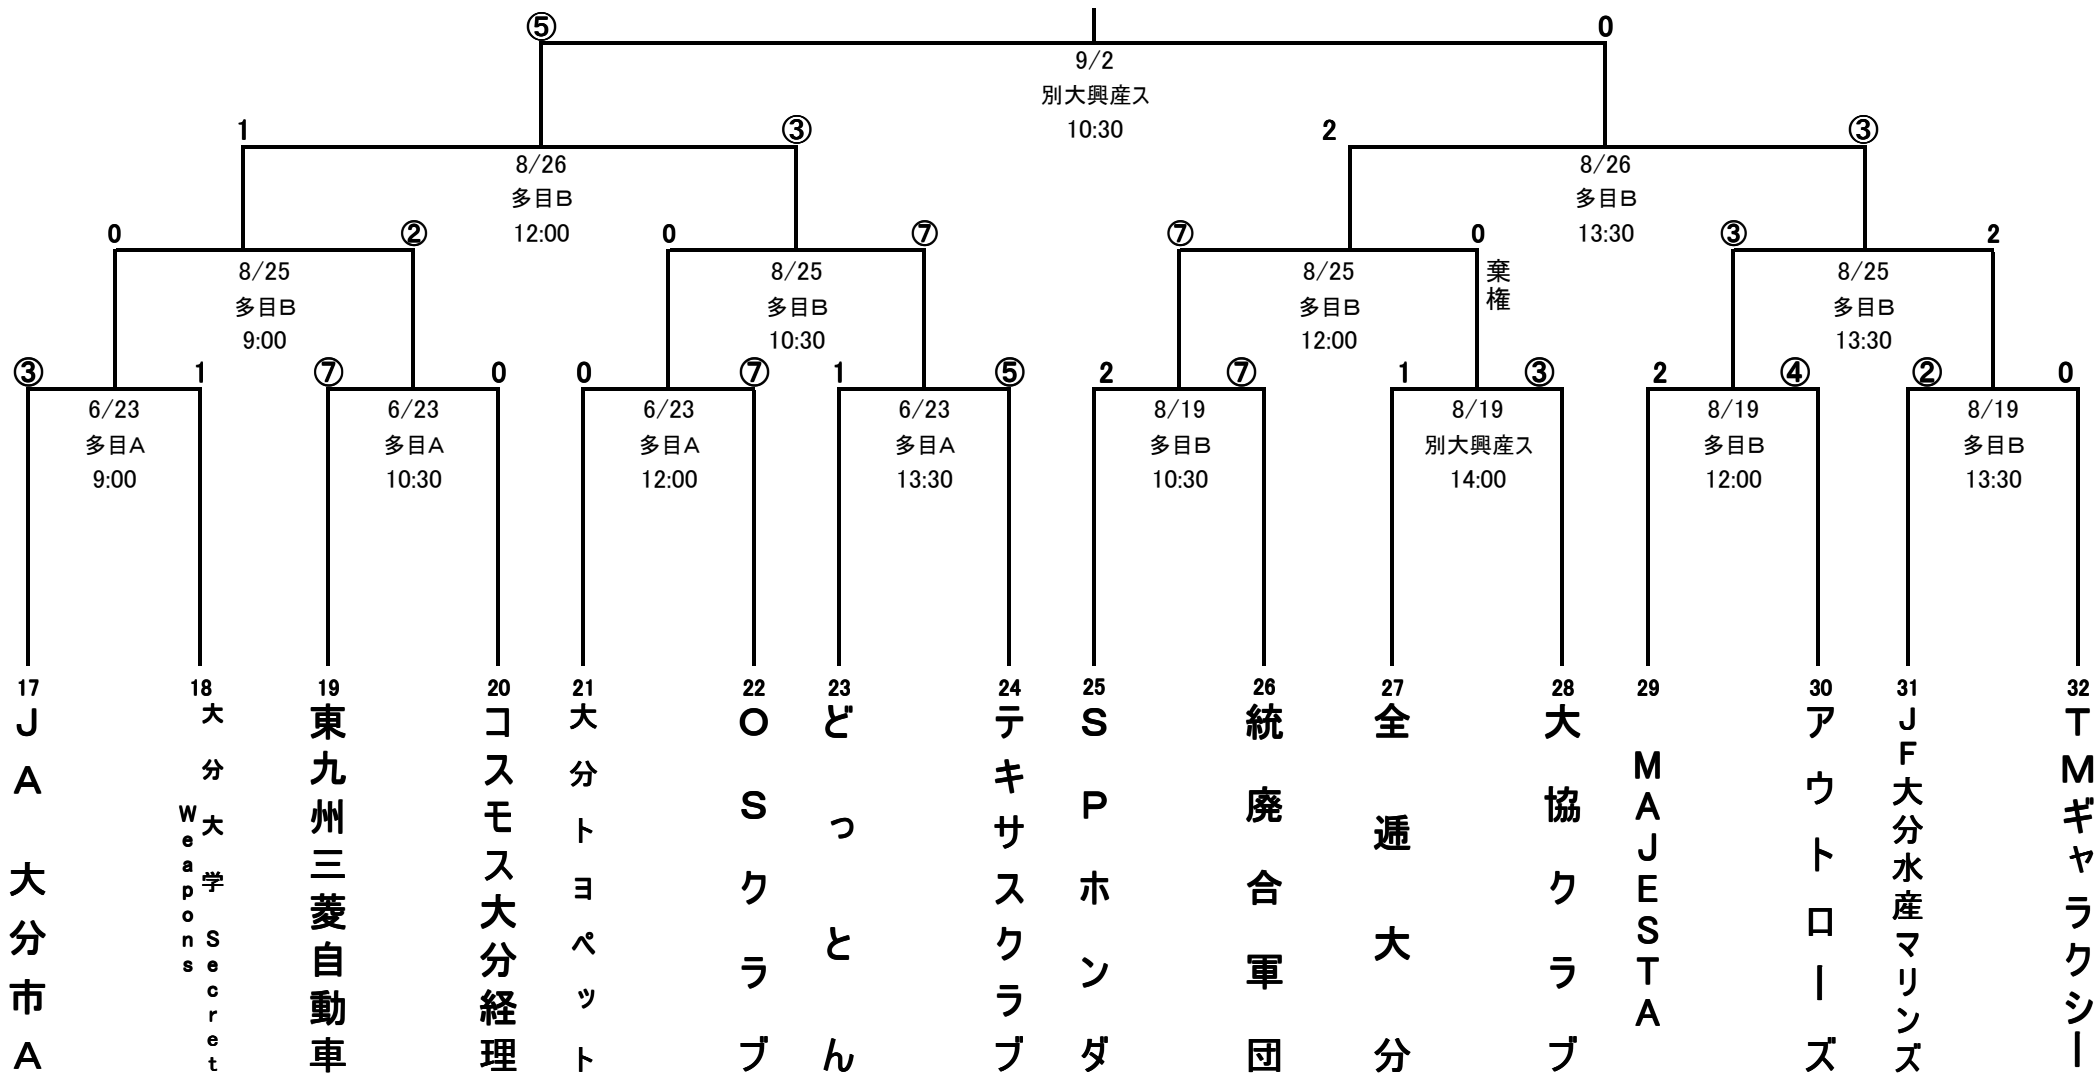 ⑤ 0
9/2
別大興産ス
10:30
1 ③ 2 ③
8/26 8/26
多目B 多目B
12:00 13:30
0 ② 0 ⑦ ⑦ 0 ③ 2
棄権
8/25 8/25 8/25 8/25
多目B 多目B 多目B 多目B
9:00 10:30 12:00 13:30
③ 1 ⑦ 0 0 ⑦ 1 ⑤ 2 ⑦ 1 ③ 2 ④ ② 0
6/23 6/23 6/23 6/23 8/19 8/19 8/19 8/19
多目A 多目A 多目A 多目A 多目B 別大興産ス 多目B 多目B
9:00 10:30 12:00 13:30 10:30 14:00 12:00 13:30
17 18 19 20 21 22 23 24 25 26 27 28 29 30 31 32
JA 大分市A
大分大学 Secret
Weapons
東九州三菱自動車
コスモス大分経理
大分トヨペット
OSクラブ
どっとん
テキサスクラブ
SPホンダ
統廃合軍団
全逓大分
大協クラブ
MAJESTA
アウトローズ
JF大分水産マリンズ
TMギャラクシー